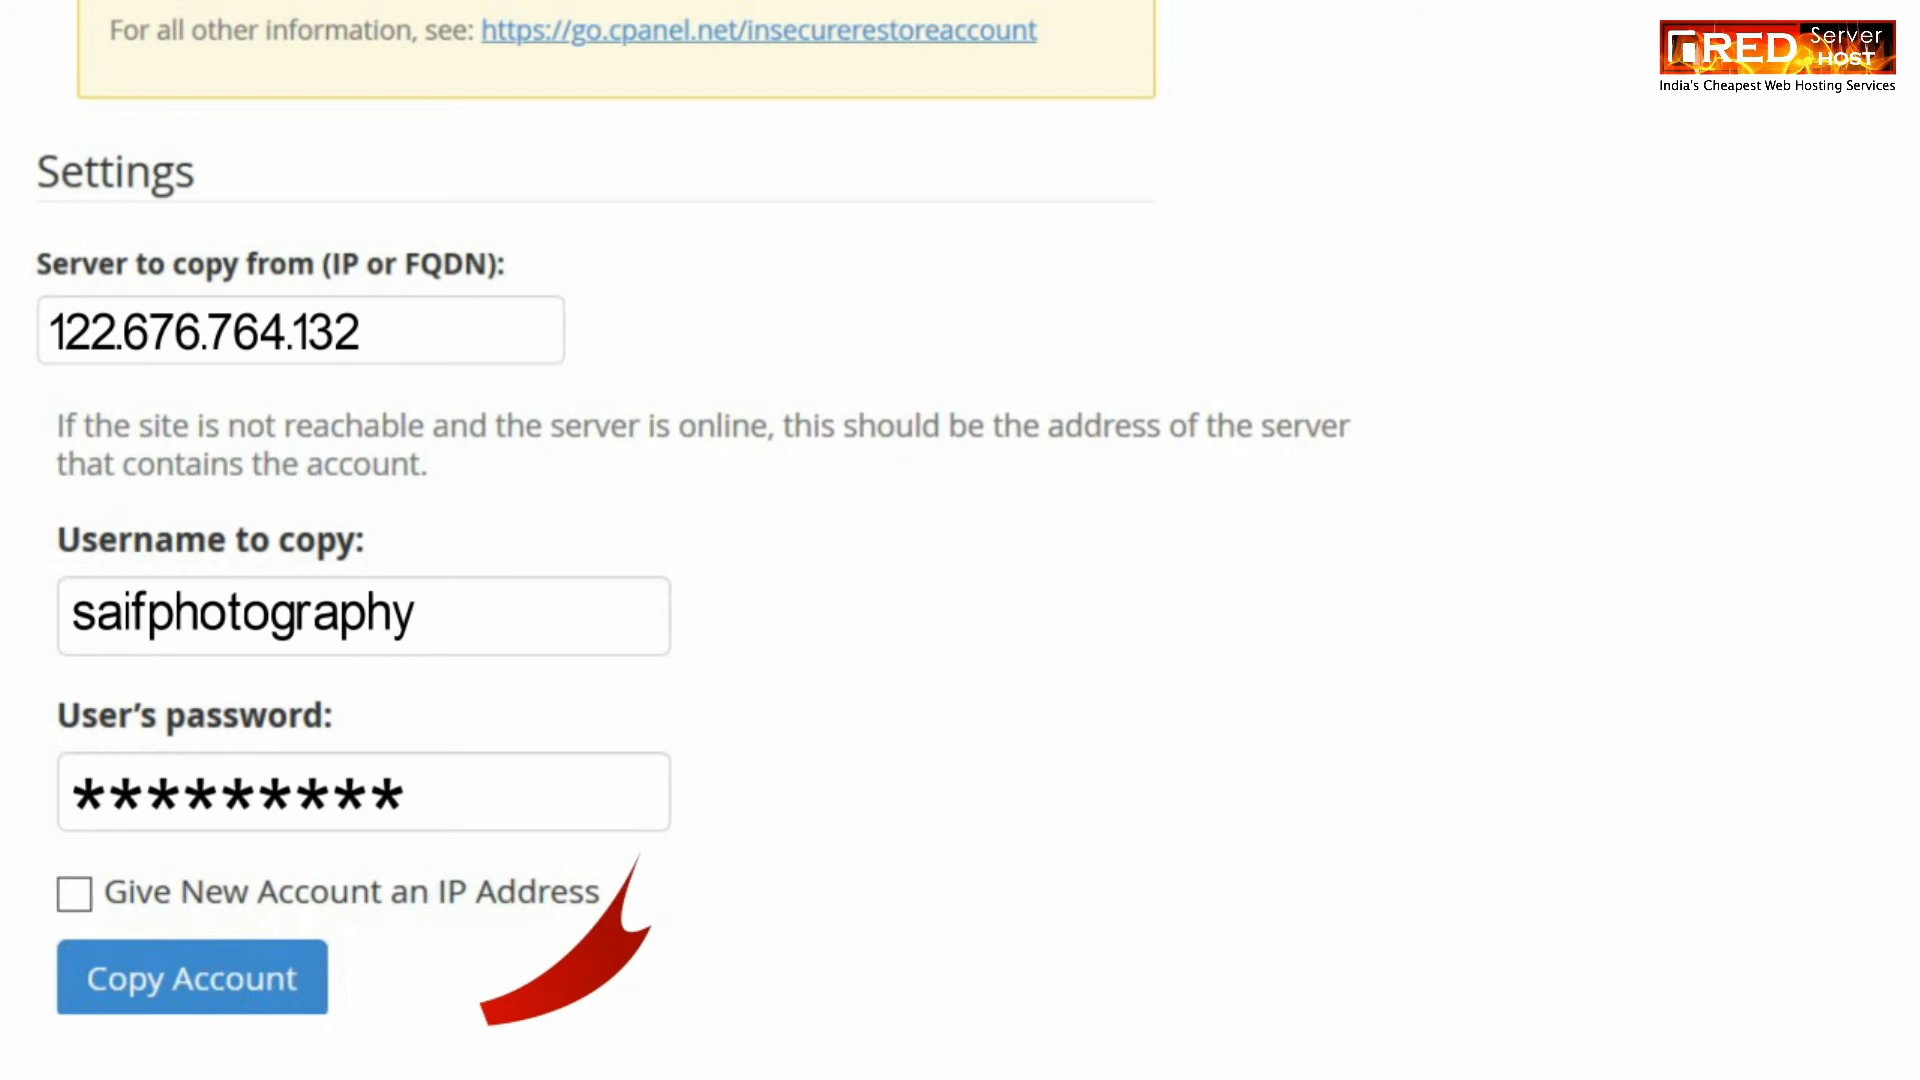 For all other information, see: https://go.cpanel.net/insecurerestoreaccount
RED Server HOST
India's Cheapest Web Hosting Services
Settings
Server to copy from (IP or FQDN):
122.676.764.132
If the site is not reachable and the server is online, this should be the address of the server
that contains the account.
Username to copy:
saifphotography
User’s password:
*********
Give New Account an IP Address
Copy Account